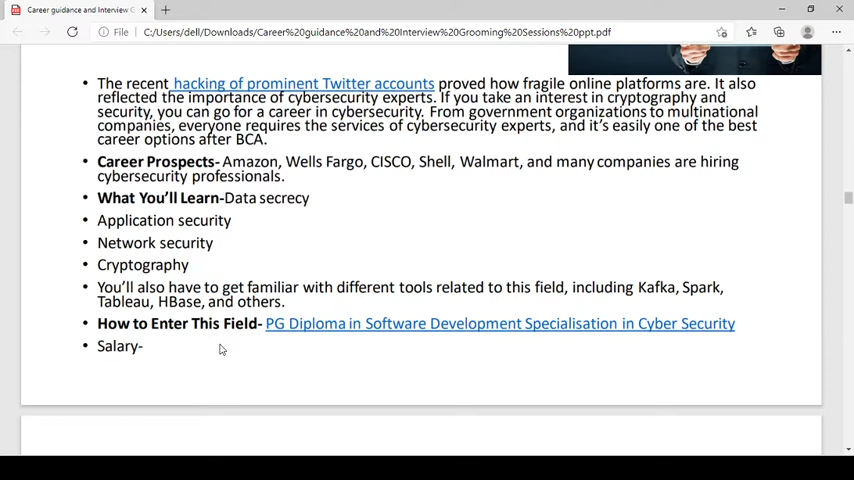 Career guidance and Interview G
File
C:/Users/dell/Downloads/Career%20guidance%20and%20Interview%20Grooming%20Sessions%20ppt.pdf
• The recent hacking of prominent Twitter accounts proved how fragile online platforms are. It also
reflected the importance of cybersecurity experts. If you take an interest in cryptography and
security, you can go for a career in cybersecurity. From government organizations to multinational
companies, everyone requires the services of cybersecurity experts, and it's easily one of the best
career options after BCA.
• Career Prospects- Amazon, Wells Fargo, CISCO, Shell, Walmart, and many companies are hiring
cybersecurity professionals.
• What You'll Learn-Data secrecy
• Application security
• Network security
• Cryptography
• You'll also have to get familiar with different tools related to this field, including Kafka, Spark,
Tableau, HBase, and others.
• How to Enter This Field- PG Diploma in Software Development Specialisation in Cyber Security
• Salary-